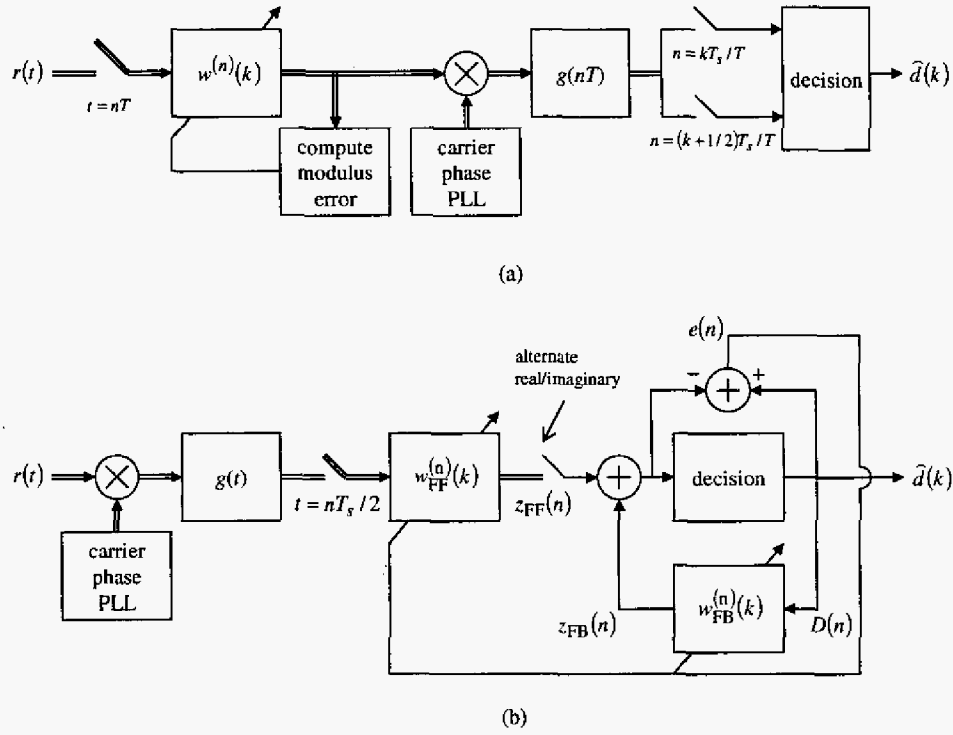 r(t)
t = nT
w^(n)(k)
compute
modulus
error
carrier
phase
PLL
g(nT)
n = kT_s/T
n = (k+1/2)T_s/T
decision
d̂(k)
(a)
r(t)
carrier
phase
PLL
g(t)
t = nT_s/2
w_FF^(n)(k)
alternate
real/imaginary
z_FF(n)
e(n)
−
+
decision
d̂(k)
w_FB^(n)(k)
z_FB(n)
D(n)
(b)